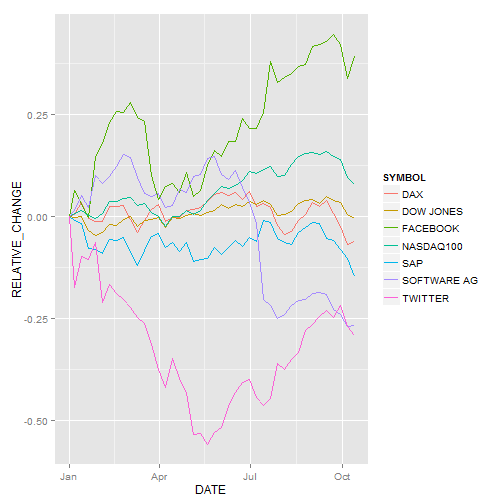 0.25
0.00
-0.25
-0.50
RELATIVE_CHANGE
Jan
Apr
Jul
Oct
DATE
SYMBOL
DAX
DOW JONES
FACEBOOK
NASDAQ100
SAP
SOFTWARE AG
TWITTER